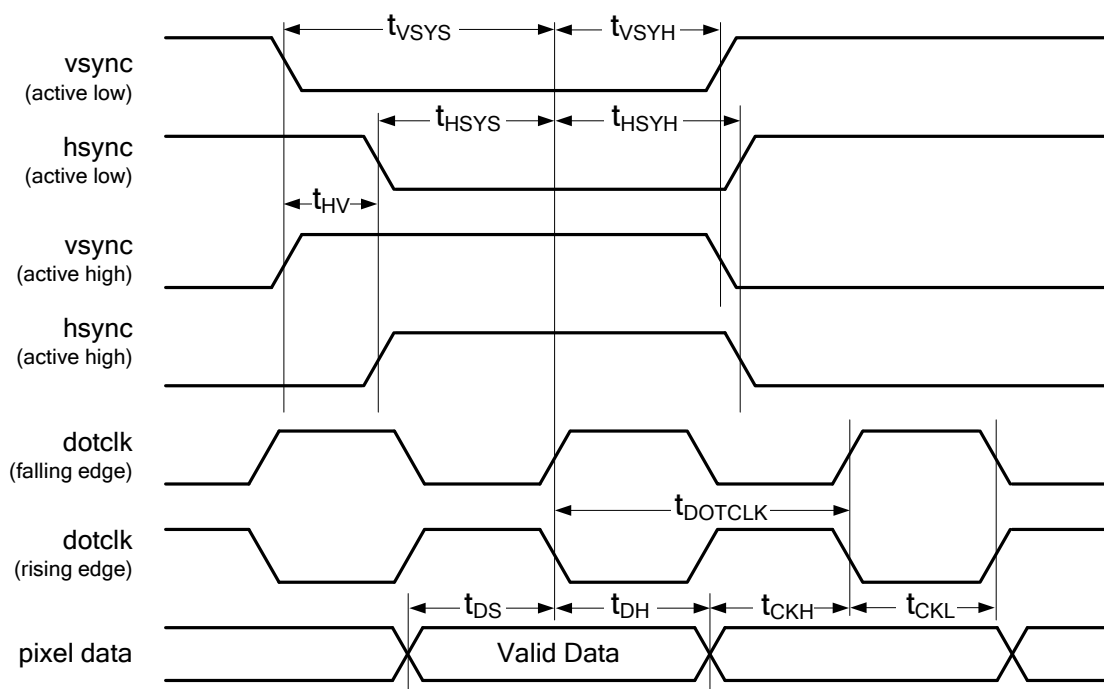 tVSYS tVSYH
vsync
(active low)
tHSYS tHSYH
hsync
(active low)
tHV
vsync
(active high)
hsync
(active high)
dotclk
(falling edge)
tDOTCLK
dotclk
(rising edge)
tDS tDH tCKH tCKL
pixel data Valid Data